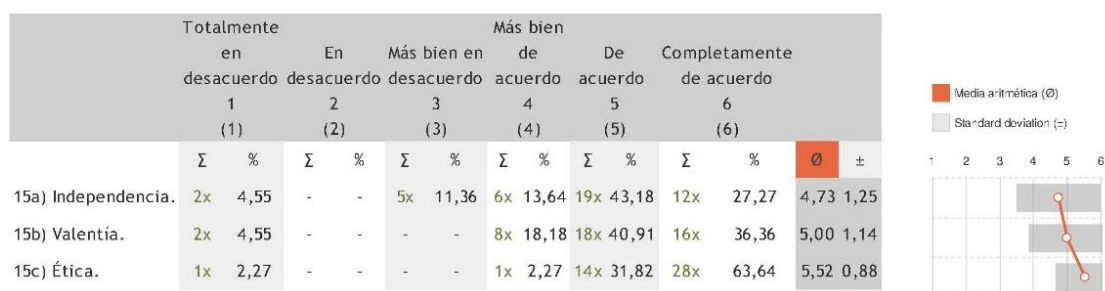 Totalmente Más bien
en En Más bien en de De Completamente
desacuerdo desacuerdo desacuerdo acuerdo acuerdo de acuerdo
1 2 3 4 5 6
(1) (2) (3) (4) (5) (6)
Σ % Σ % Σ % Σ % Σ % Σ % Ø ±
15a) Independencia. 2x 4,55 - - 5x 11,36 6x 13,64 19x 43,18 12x 27,27 4,73 1,25
15b) Valentía. 2x 4,55 - - - - 8x 18,18 18x 40,91 16x 36,36 5,00 1,14
15c) Ética. 1x 2,27 - - - - 1x 2,27 14x 31,82 28x 63,64 5,52 0,88
Media aritmética (Ø)
Standard deviation (±)
1 2 3 4 5 6